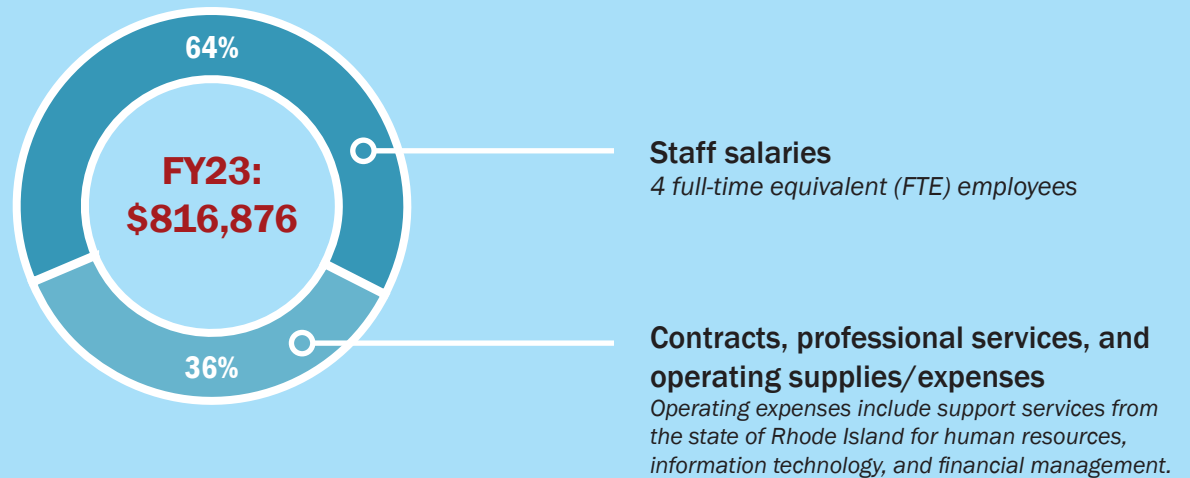 64%
FY23:
$816,876
36%
Staff salaries
4 full-time equivalent (FTE) employees
Contracts, professional services, and
operating supplies/expenses
Operating expenses include support services from
the state of Rhode Island for human resources,
information technology, and financial management.